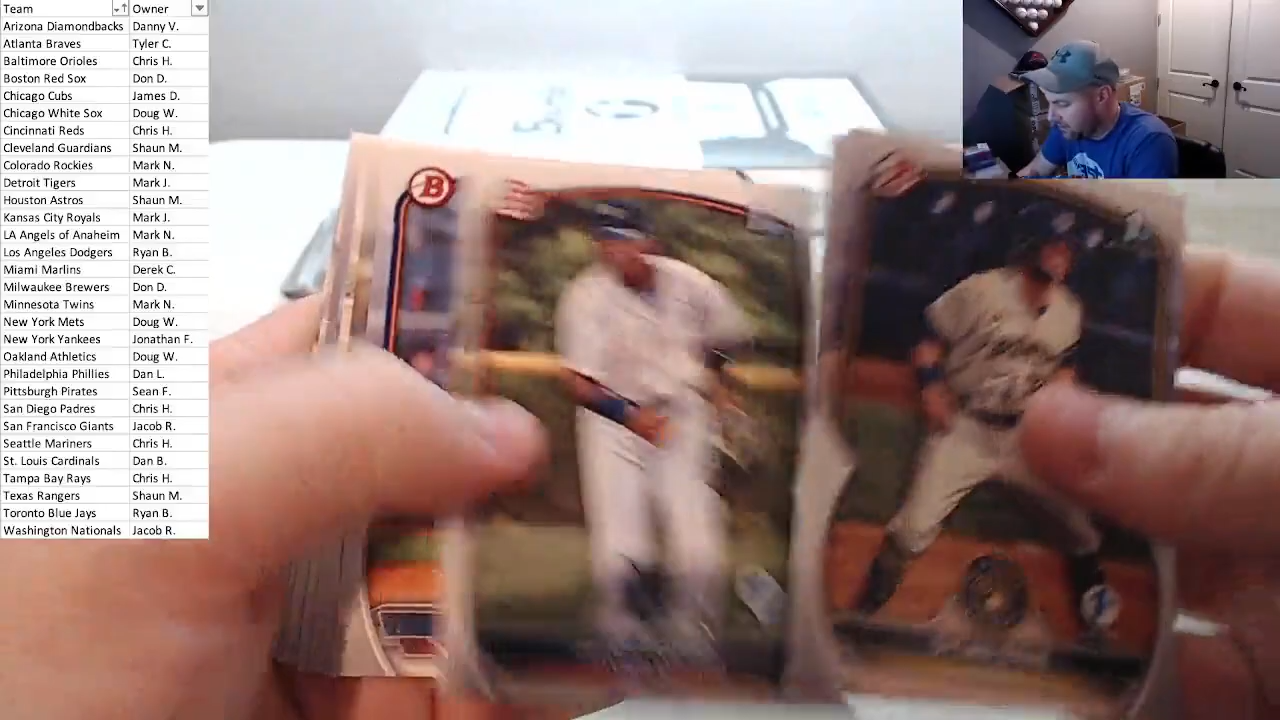 Team Owner
Arizona Diamondbacks Danny V.
Atlanta Braves Tyler C.
Baltimore Orioles Chris H.
Boston Red Sox Don D.
Chicago Cubs James D.
Chicago White Sox Doug W.
Cincinnati Reds Chris H.
Cleveland Guardians Shaun M.
Colorado Rockies Mark N.
Detroit Tigers Mark J.
Houston Astros Shaun M.
Kansas City Royals Mark J.
LA Angels of Anaheim Mark N.
Los Angeles Dodgers Ryan B.
Miami Marlins Derek C.
Milwaukee Brewers Don D.
Minnesota Twins Mark N.
New York Mets Doug W.
New York Yankees Jonathan F.
Oakland Athletics Doug W.
Philadelphia Phillies Dan L.
Pittsburgh Pirates Sean F.
San Diego Padres Chris H.
San Francisco Giants Jacob R.
Seattle Mariners Chris H.
St. Louis Cardinals Dan B.
Tampa Bay Rays Chris H.
Texas Rangers Shaun M.
Toronto Blue Jays Ryan B.
Washington Nationals Jacob R.
B